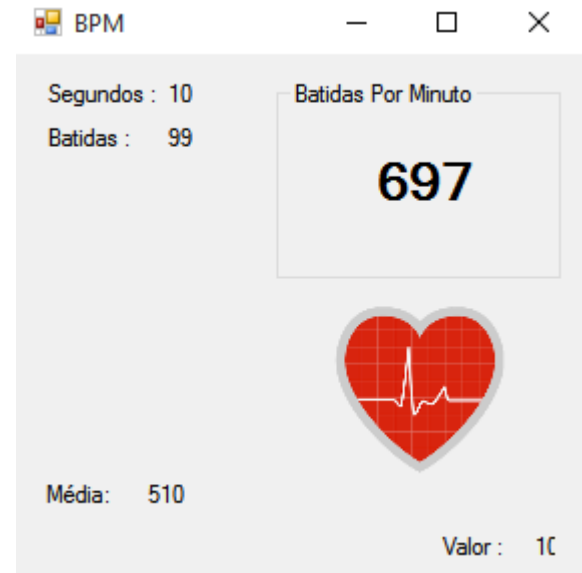 BPM
Segundos : 10
Batidas : 99
Batidas Por Minuto
697
Média: 510
Valor :